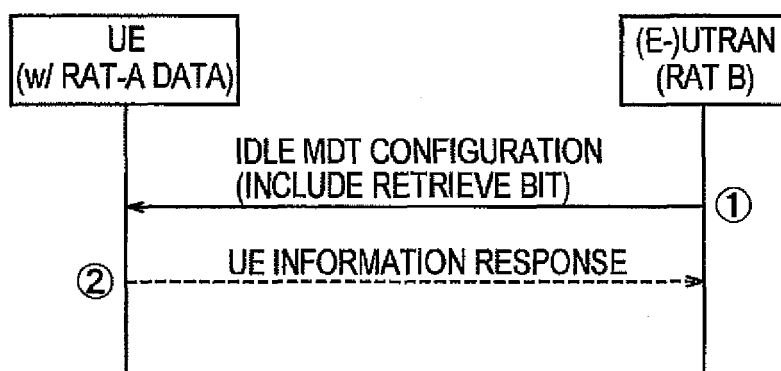 UE
(w/ RAT-A DATA)
(E-)UTRAN
(RAT B)
IDLE MDT CONFIGURATION
(INCLUDE RETRIEVE BIT)
①
UE INFORMATION RESPONSE
②